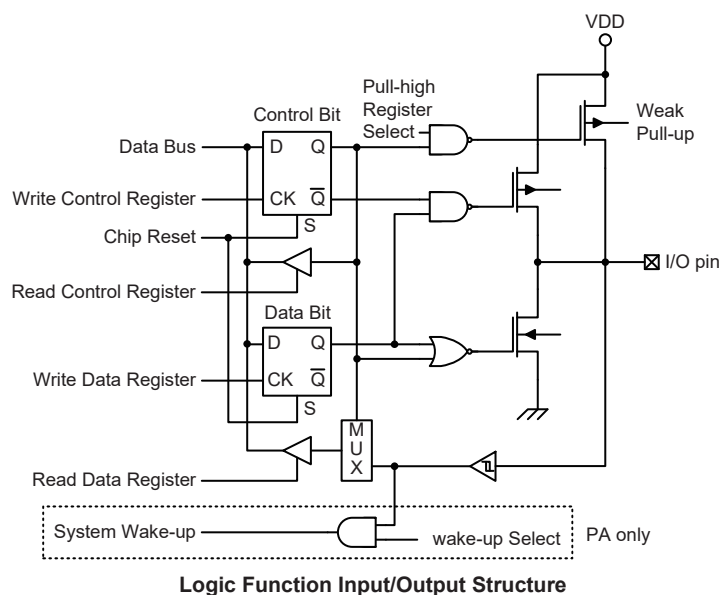 VDD
Pull-high
Register
Select
Weak
Pull-up
Control Bit
Data Bus
D
Q
Write Control Register
CK
Q
Chip Reset
S
I/O pin
Read Control Register
Data Bit
D
Q
Write Data Register
CK
Q
S
M
U
X
Read Data Register
System Wake-up
wake-up Select
PA only
Logic Function Input/Output Structure